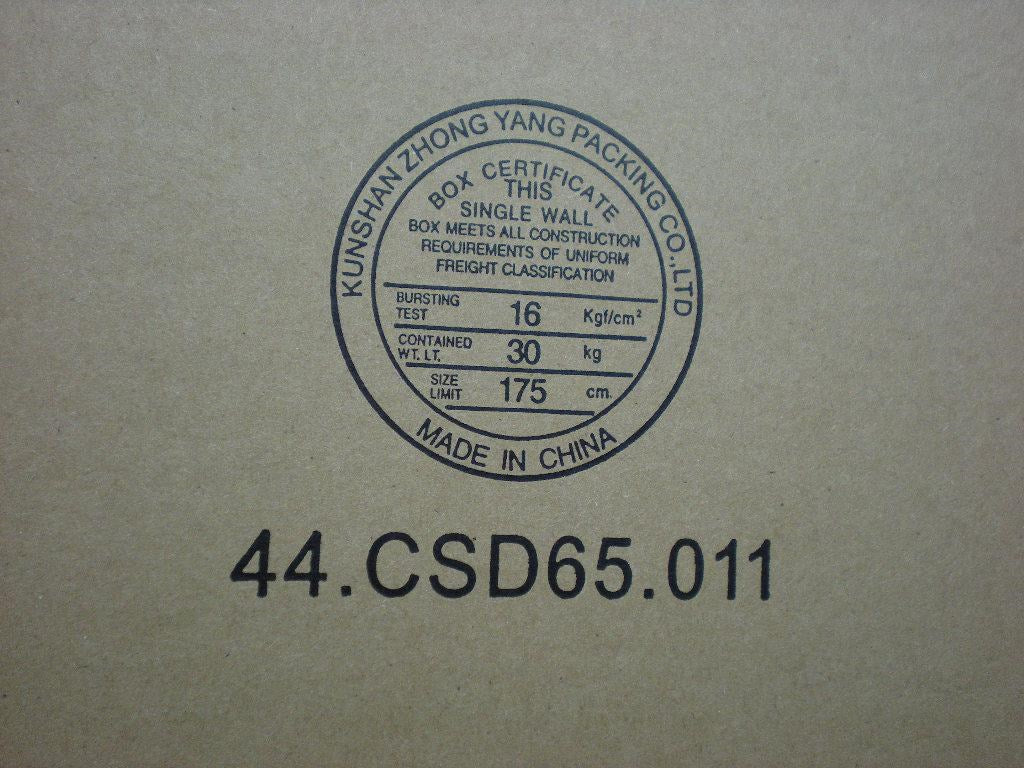 KUNSHAN ZHONG YANG PACKING CO.,LTD
BOX CERTIFICATE
THIS
SINGLE WALL
BOX MEETS ALL CONSTRUCTION
REQUIREMENTS OF UNIFORM
FREIGHT CLASSIFICATION
BURSTING
TEST 16 Kgf/cm²
CONTAINED
WT. LT. 30 kg
SIZE
LIMIT 175 cm.
MADE IN CHINA
44.CSD65.011